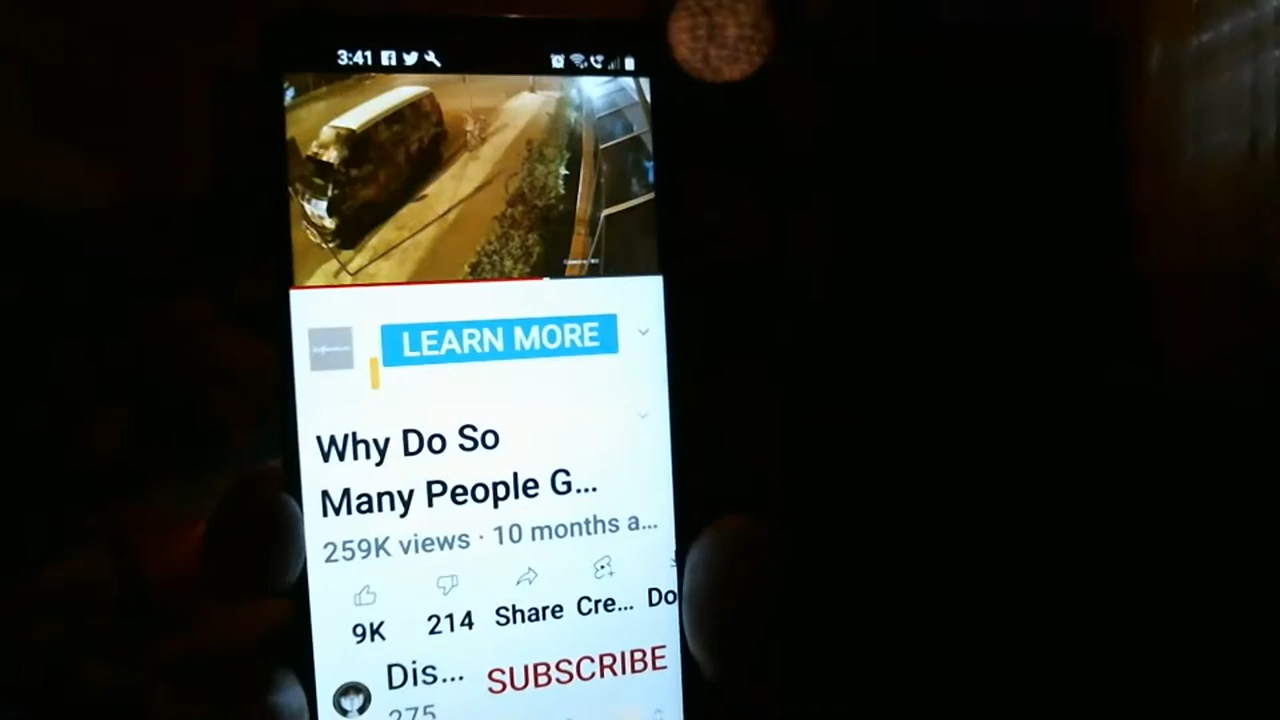 3:41
LEARN MORE
Why Do So
Many People G...
259K views · 10 months a...
9K
214
Share
Cre...
Do
Dis...
SUBSCRIBE
275